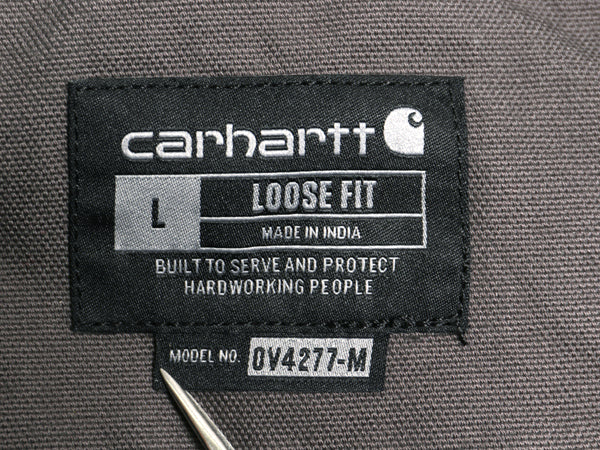 carhartt
L LOOSE FIT
MADE IN INDIA
BUILT TO SERVE AND PROTECT
HARDWORKING PEOPLE
MODEL NO. OV4277-M